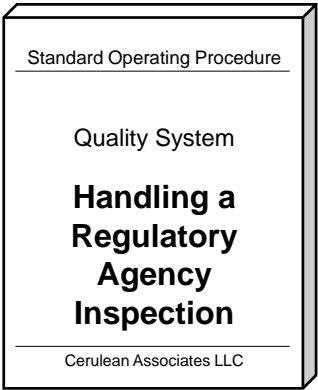 Standard Operating Procedure
Quality System
Handling a
Regulatory
Agency
Inspection
Cerulean Associates LLC